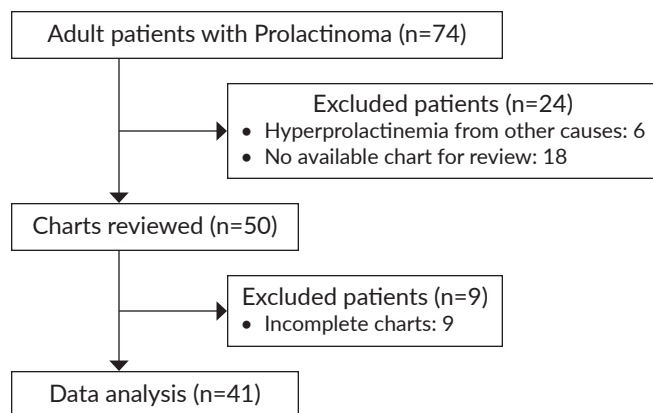 Adult patients with Prolactinoma (n=74)
Excluded patients (n=24)
• Hyperprolactinemia from other causes: 6
• No available chart for review: 18
Charts reviewed (n=50)
Excluded patients (n=9)
• Incomplete charts: 9
Data analysis (n=41)